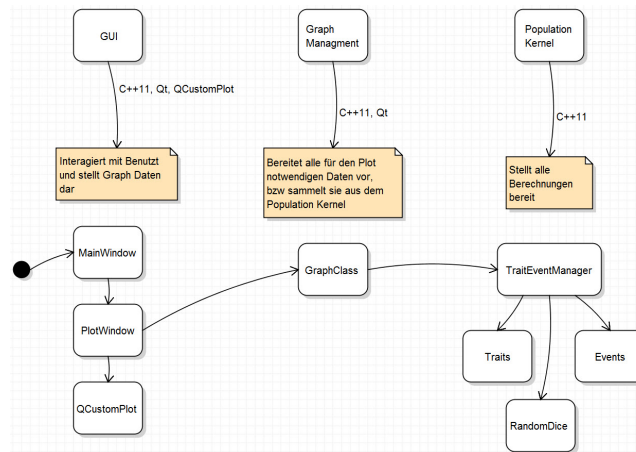 GUI
Graph
Managment
Population
Kernel
C++11, Qt, QCustomPlot
C++11, Qt
C++11
Interagiert mit Benutzt
und stellt Graph Daten
dar
Bereitet alle für den Plot
notwendigen Daten vor,
bzw sammelt sie aus dem
Population Kernel
Stellt alle
Berechnungen
bereit
MainWindow
GraphClass
TraitEventManager
PlotWindow
Traits
Events
QCustomPlot
RandomDice